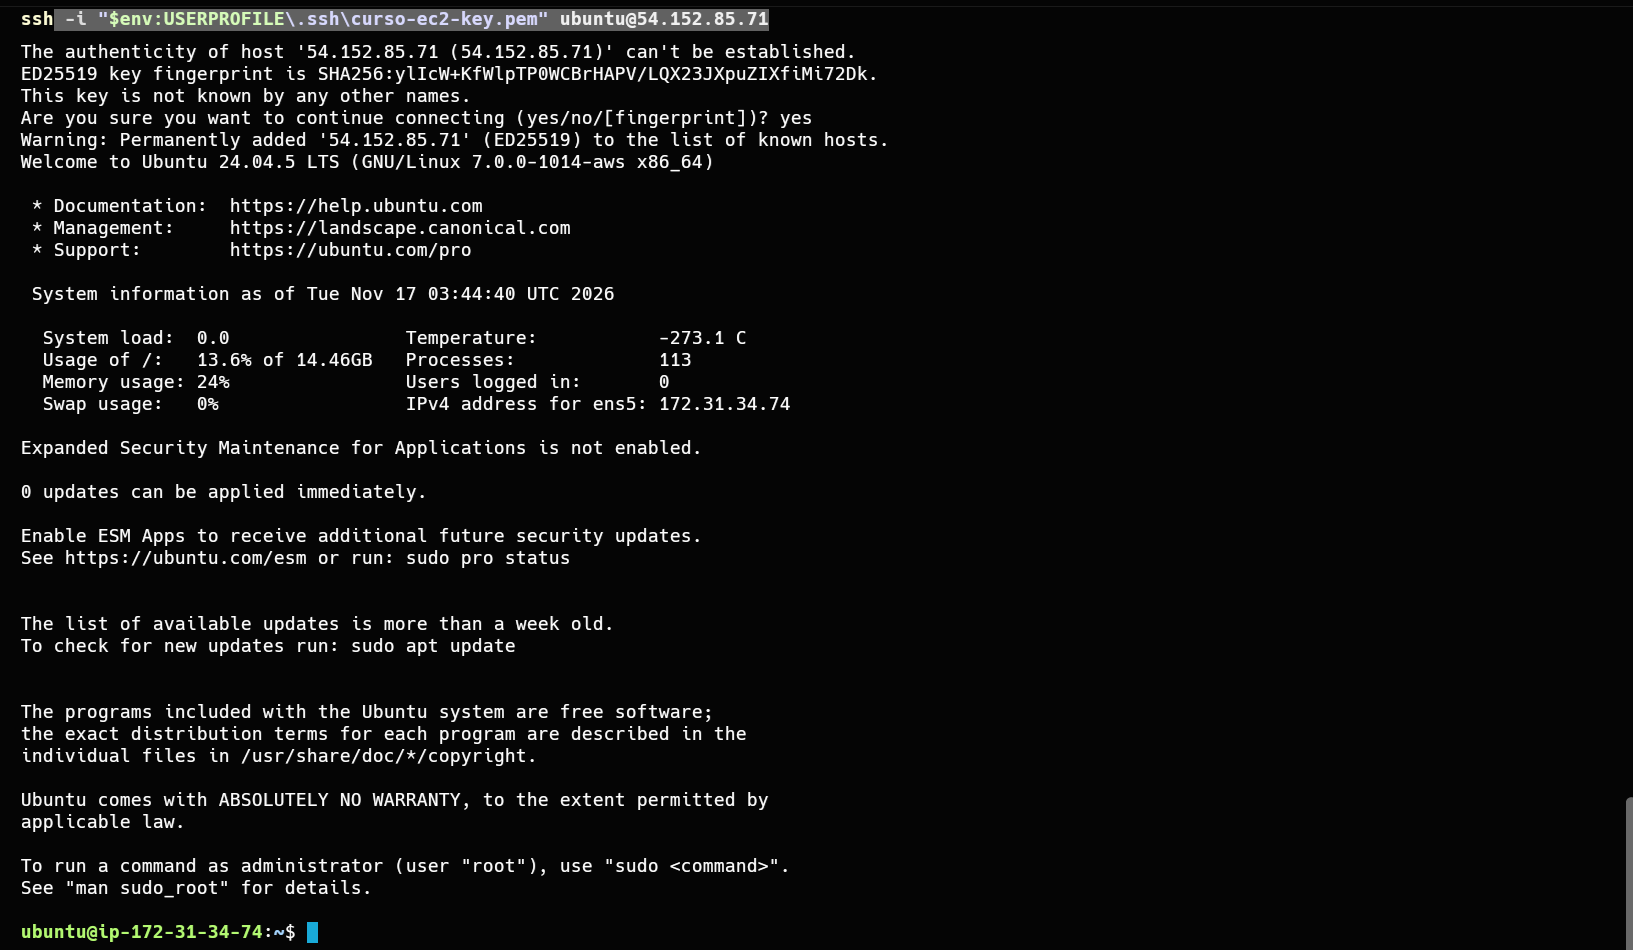 ssh -i "$env:USERPROFILE\.ssh\curso-ec2-key.pem" ubuntu@54.152.85.71
The authenticity of host '54.152.85.71 (54.152.85.71)' can't be established.
ED25519 key fingerprint is SHA256:ylIcW+KfWlpTP0WCBrHAPV/LQX23JXpuZIXfiMi72Dk.
This key is not known by any other names.
Are you sure you want to continue connecting (yes/no/[fingerprint])? yes
Warning: Permanently added '54.152.85.71' (ED25519) to the list of known hosts.
Welcome to Ubuntu 24.04.5 LTS (GNU/Linux 7.0.0-1014-aws x86_64)

 * Documentation:  https://help.ubuntu.com
 * Management:     https://landscape.canonical.com
 * Support:        https://ubuntu.com/pro

 System information as of Tue Nov 17 03:44:40 UTC 2026

  System load:  0.0                Temperature:           -273.1 C
  Usage of /:   13.6% of 14.46GB   Processes:             113
  Memory usage: 24%                Users logged in:       0
  Swap usage:   0%                 IPv4 address for ens5: 172.31.34.74

Expanded Security Maintenance for Applications is not enabled.

0 updates can be applied immediately.

Enable ESM Apps to receive additional future security updates.
See https://ubuntu.com/esm or run: sudo pro status


The list of available updates is more than a week old.
To check for new updates run: sudo apt update


The programs included with the Ubuntu system are free software;
the exact distribution terms for each program are described in the
individual files in /usr/share/doc/*/copyright.

Ubuntu comes with ABSOLUTELY NO WARRANTY, to the extent permitted by
applicable law.

To run a command as administrator (user "root"), use "sudo <command>".
See "man sudo_root" for details.

ubuntu@ip-172-31-34-74:~$